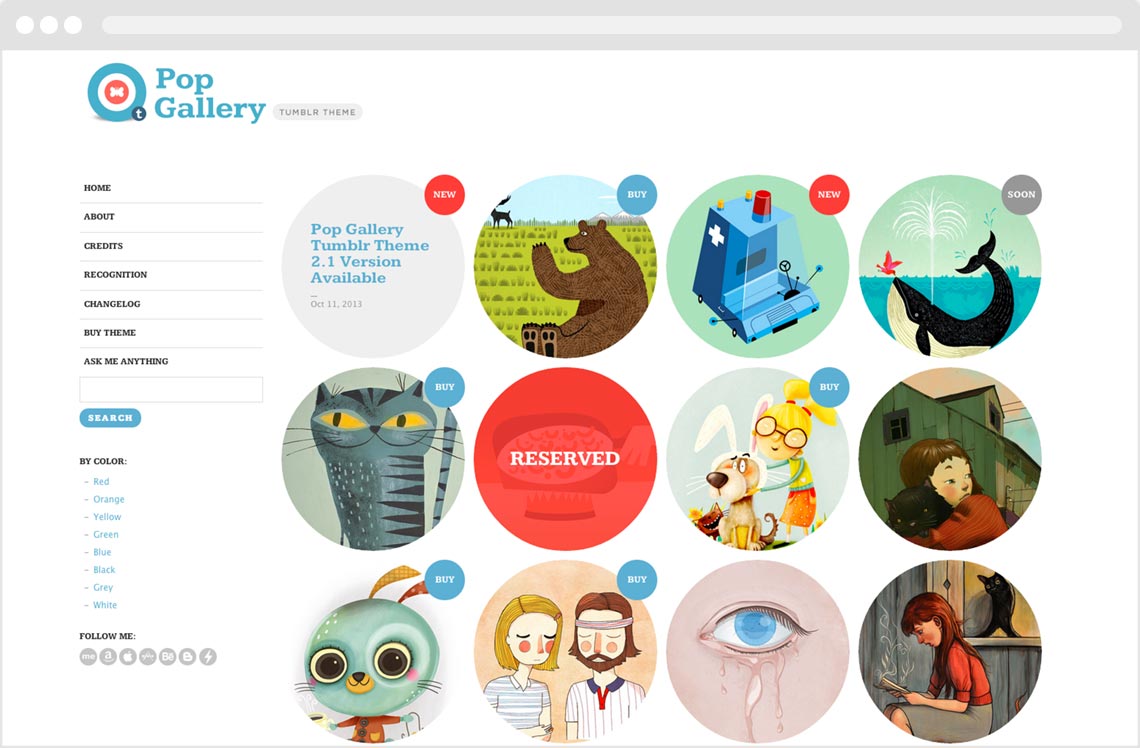 Pop
Gallery
t
TUMBLR THEME
HOME
ABOUT
CREDITS
RECOGNITION
CHANGELOG
BUY THEME
ASK ME ANYTHING
SEARCH
BY COLOR:
– Red
– Orange
– Yellow
– Green
– Blue
– Black
– Grey
– White
FOLLOW ME:
me a Bē B
NEW
Pop Gallery
Tumblr Theme
2.1 Version
Available
...
Oct 11, 2013
BUY
NEW
SOON
BUY
RESERVED
BUY
BUY
BUY